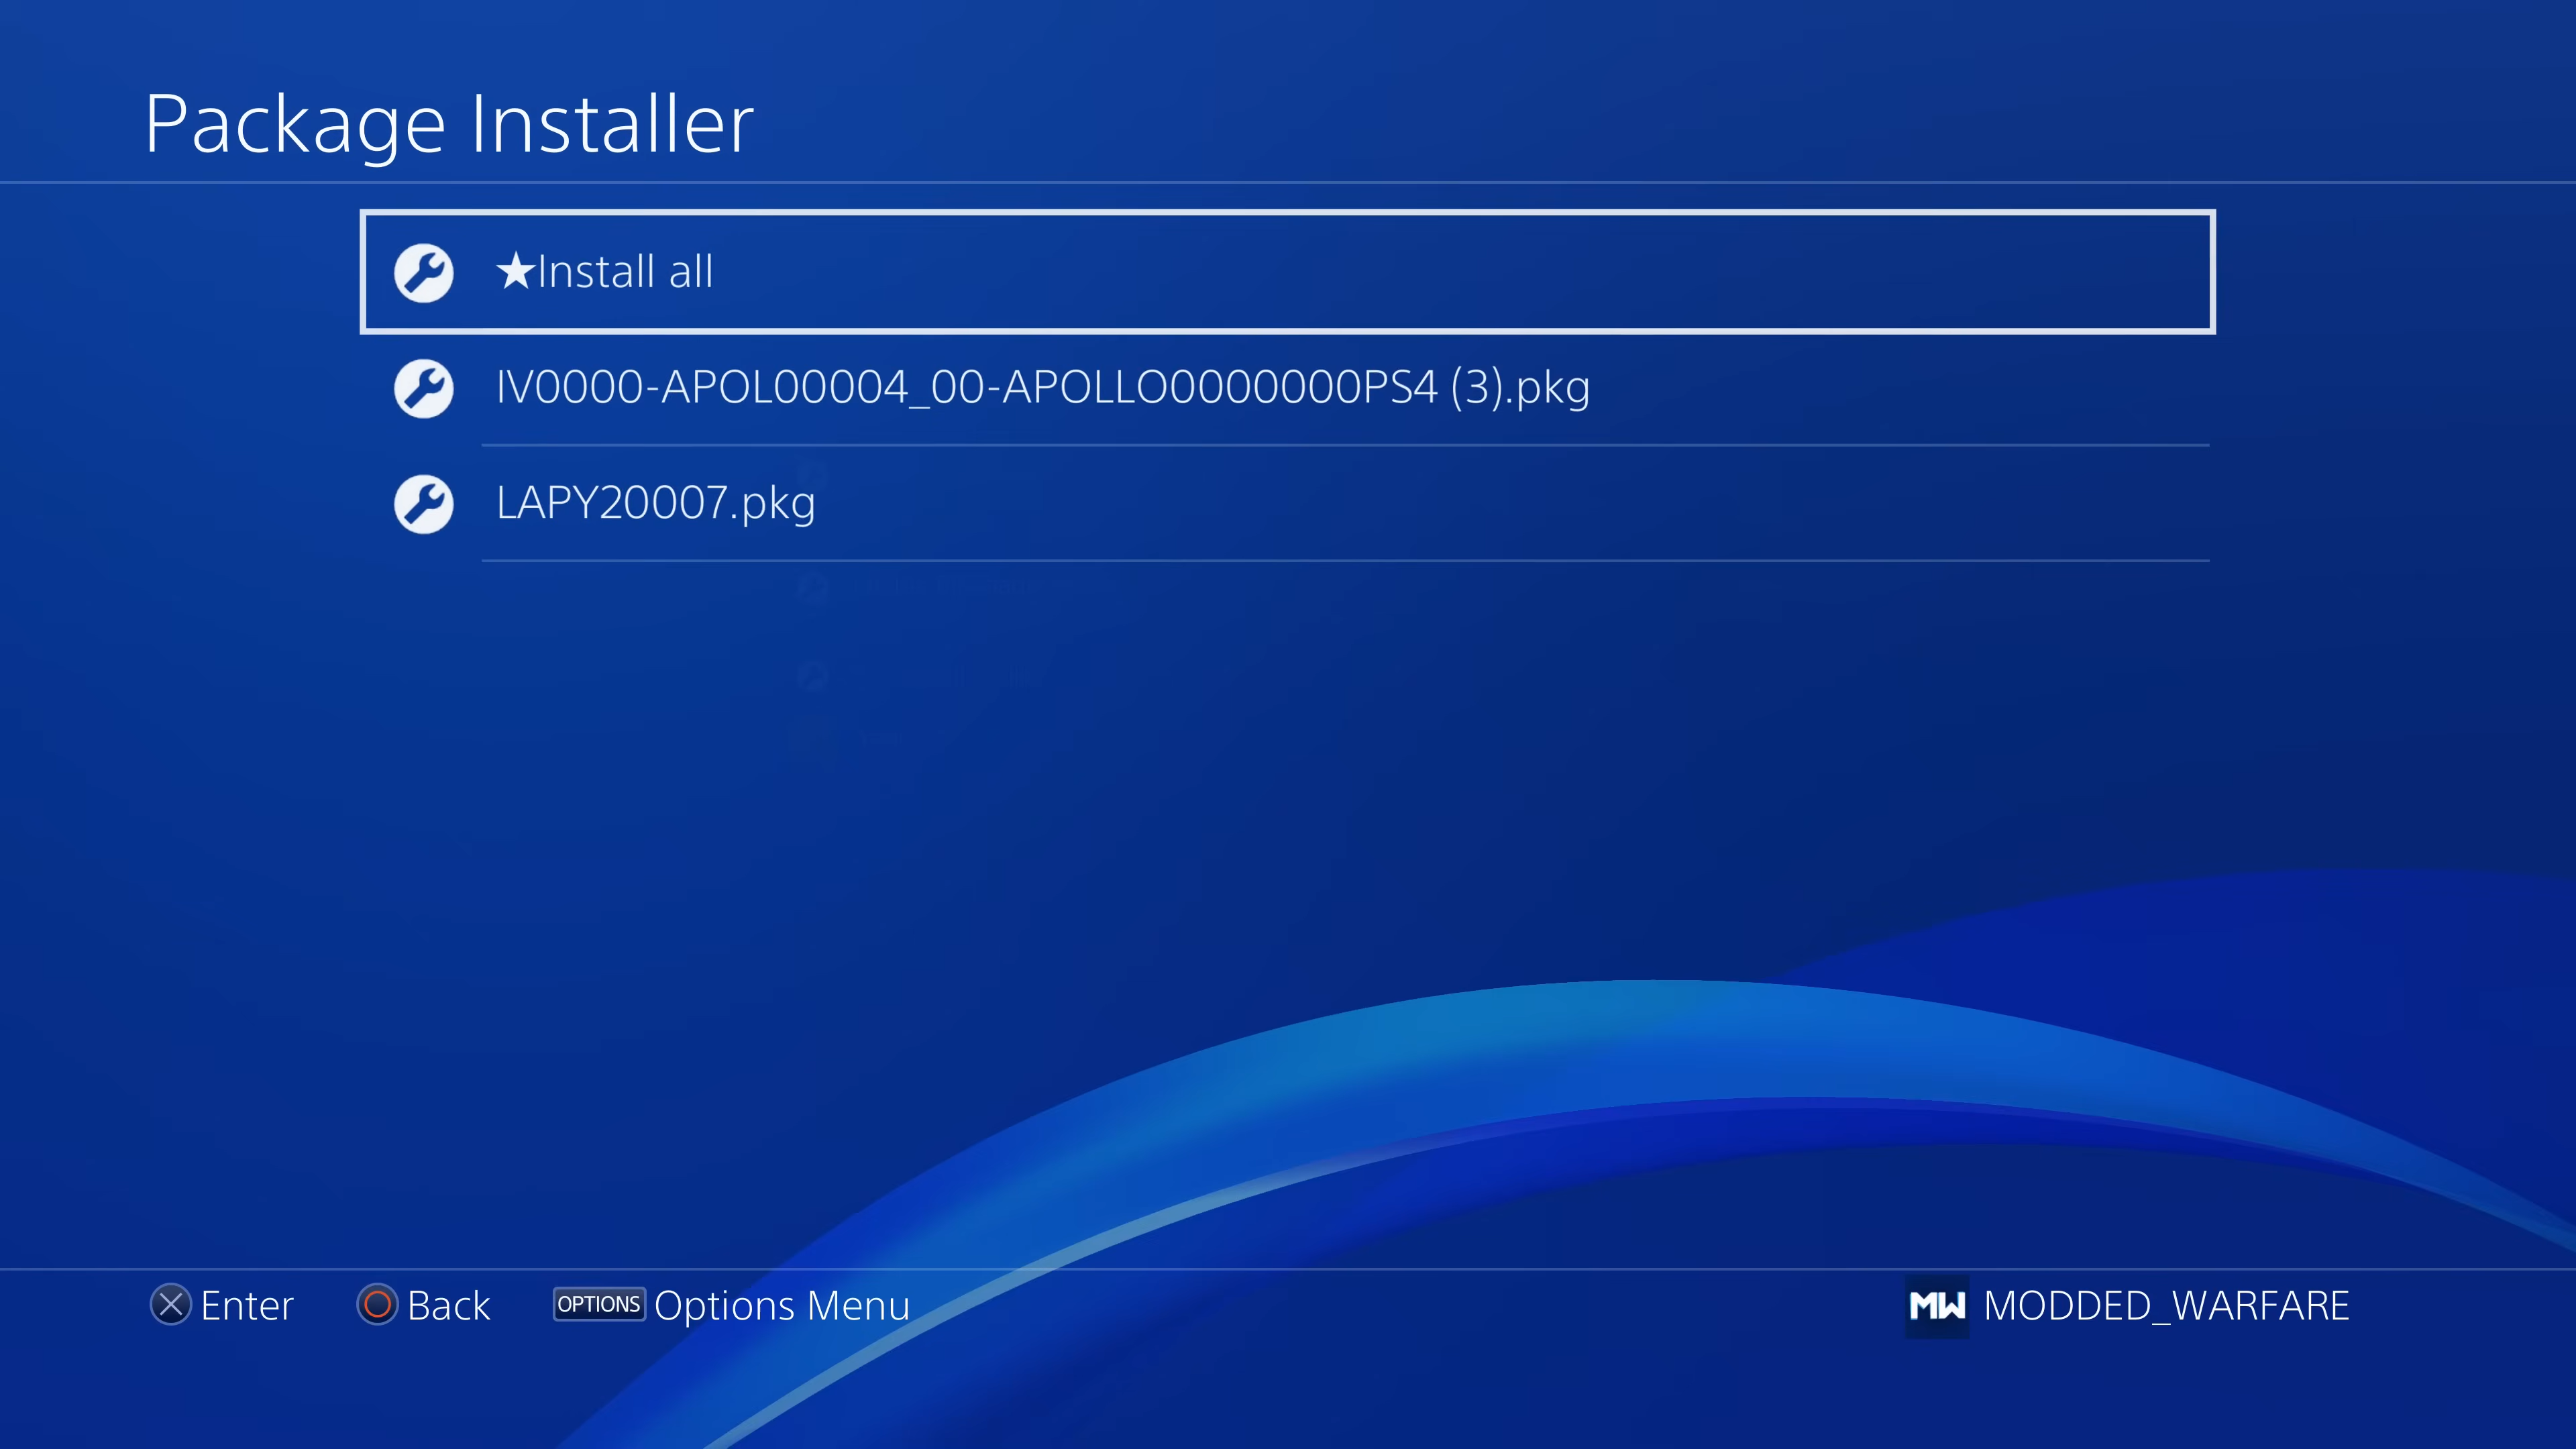 Package Installer
★Install all
IV0000-APOL00004_00-APOLLO0000000PS4 (3).pkg
LAPY20007.pkg
Enter
Back
OPTIONS Options Menu
MW MODDED_WARFARE